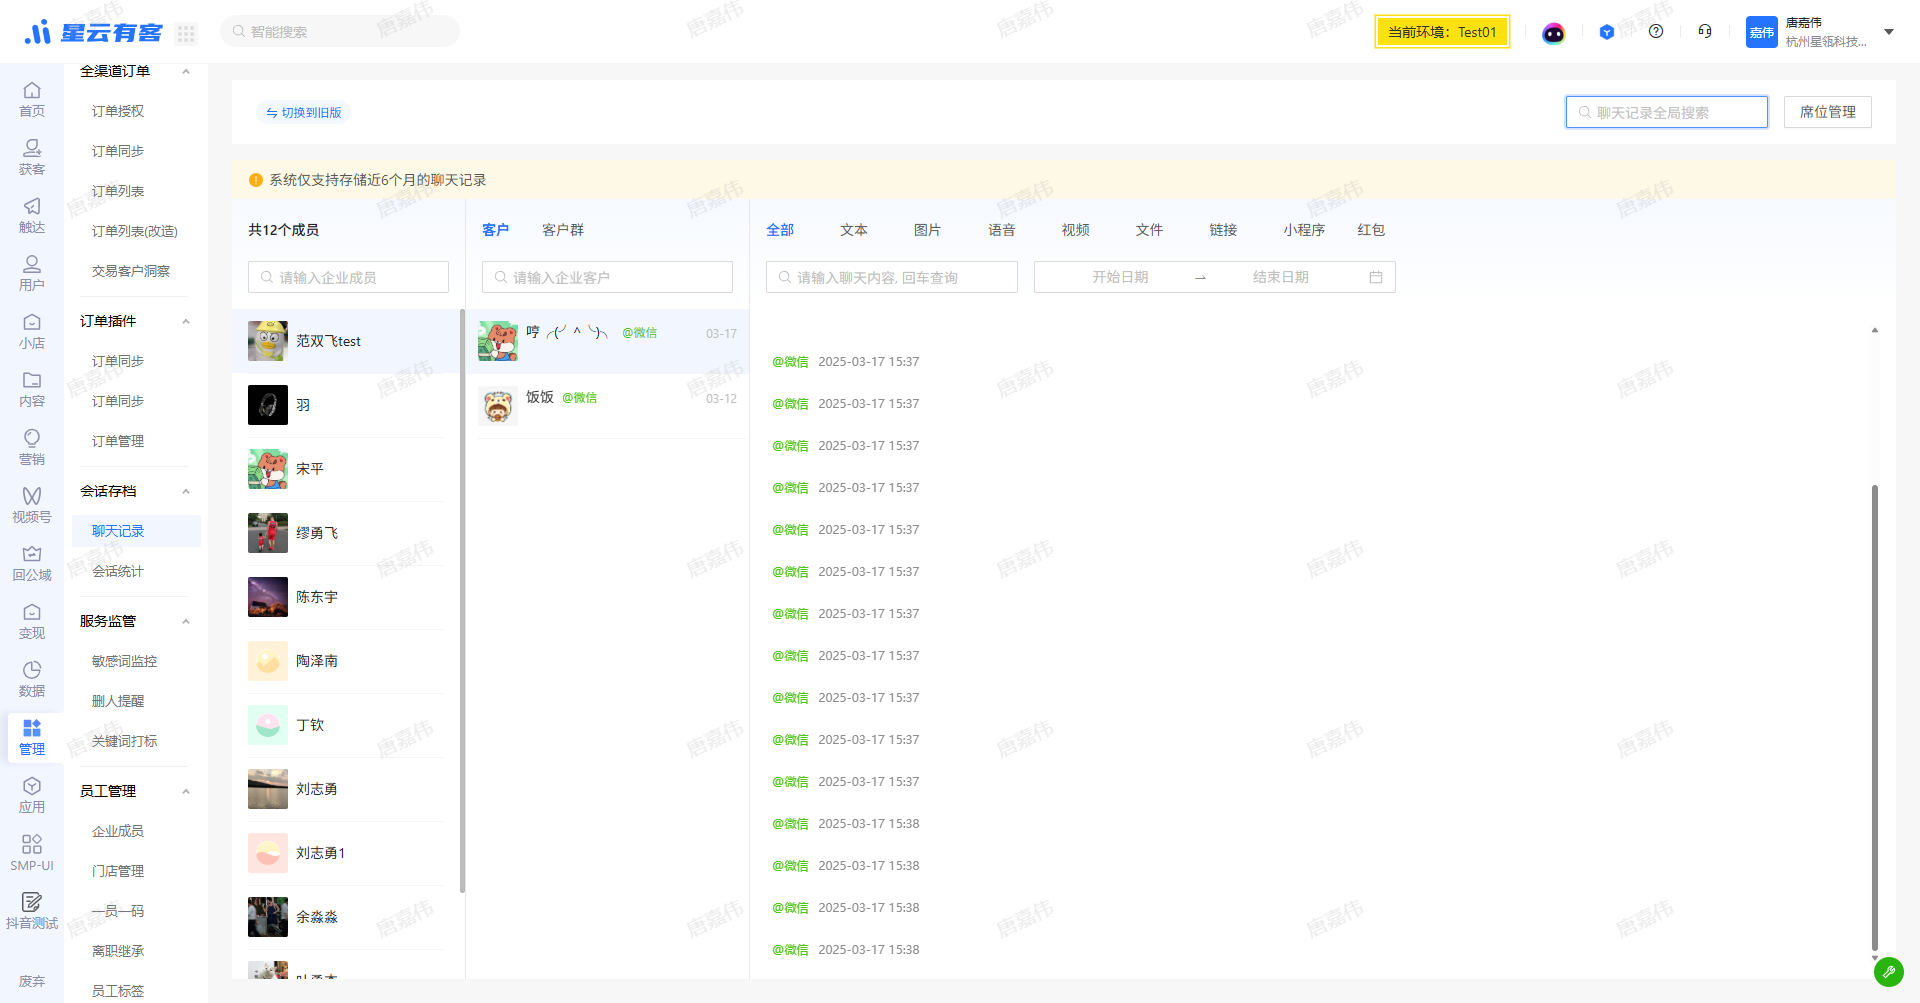 星云有客
智能搜索
当前环境：Test01
嘉伟
唐嘉伟
杭州星瓴科技...
首页
获客
触达
用户
小店
内容
营销
视频号
回公域
变现
数据
管理
应用
SMP-UI
抖音测试
废弃
全渠道订单
订单授权
订单同步
订单列表
订单列表(改造)
交易客户洞察
订单插件
订单同步
订单同步
订单管理
会话存档
聊天记录
会话统计
服务监管
敏感词监控
删人提醒
关键词打标
员工管理
企业成员
门店管理
一员一码
离职继承
员工标签
切换到旧版
聊天记录全局搜索
席位管理
系统仅支持存储近6个月的聊天记录
共12个成员
请输入企业成员
范双飞test
羽
宋平
缪勇飞
陈东宇
陶泽南
丁钦
刘志勇
刘志勇1
余淼淼
客户 客户群
请输入企业客户
哼╭(╯^╰)╮ @微信 03-17
饭饭 @微信 03-12
全部 文本 图片 语音 视频 文件 链接 小程序 红包
请输入聊天内容, 回车查询
开始日期 → 结束日期
@微信 2025-03-17 15:37
@微信 2025-03-17 15:37
@微信 2025-03-17 15:37
@微信 2025-03-17 15:37
@微信 2025-03-17 15:37
@微信 2025-03-17 15:37
@微信 2025-03-17 15:37
@微信 2025-03-17 15:37
@微信 2025-03-17 15:37
@微信 2025-03-17 15:37
@微信 2025-03-17 15:37
@微信 2025-03-17 15:38
@微信 2025-03-17 15:38
@微信 2025-03-17 15:38
@微信 2025-03-17 15:38
唐嘉伟